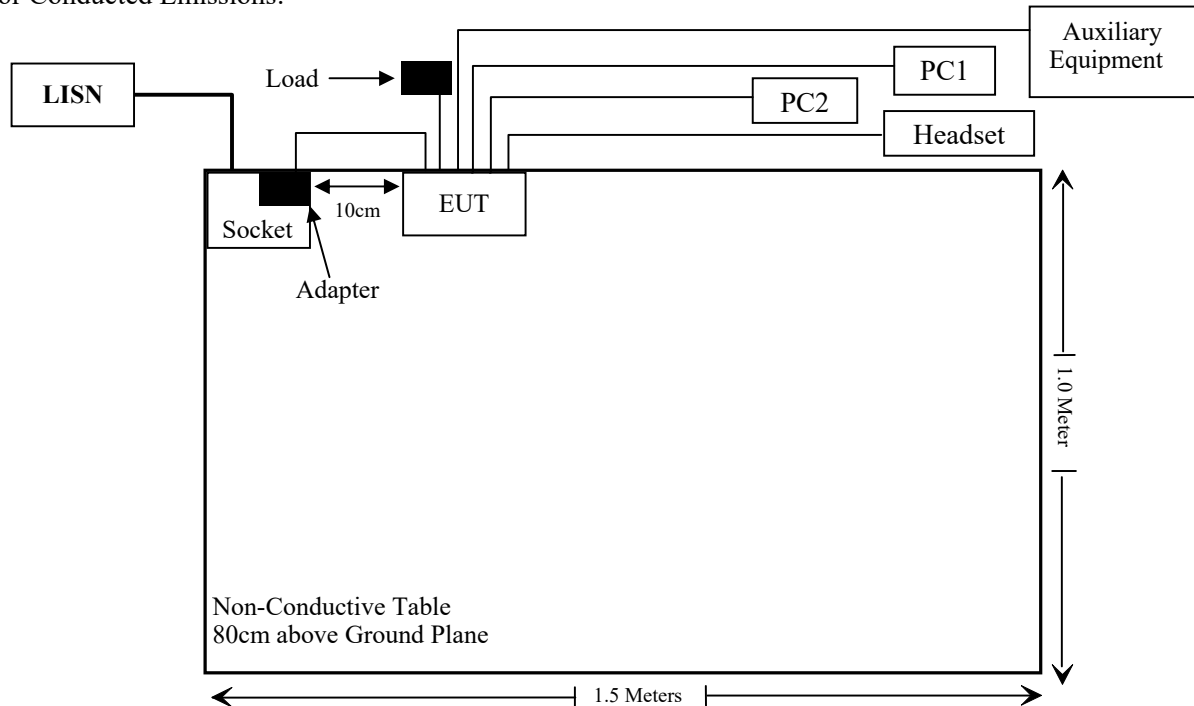 or Conducted Emissions:
Auxiliary
Equipment
Load
PC1
LISN
PC2
Headset
10cm
EUT
Socket
Adapter
1.0 Meter
Non-Conductive Table
80cm above Ground Plane
1.5 Meters